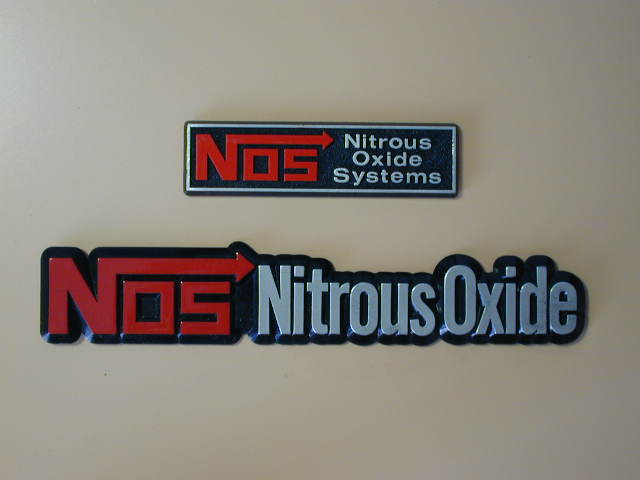 NOS Nitrous
Oxide
Systems
NOS Nitrous Oxide